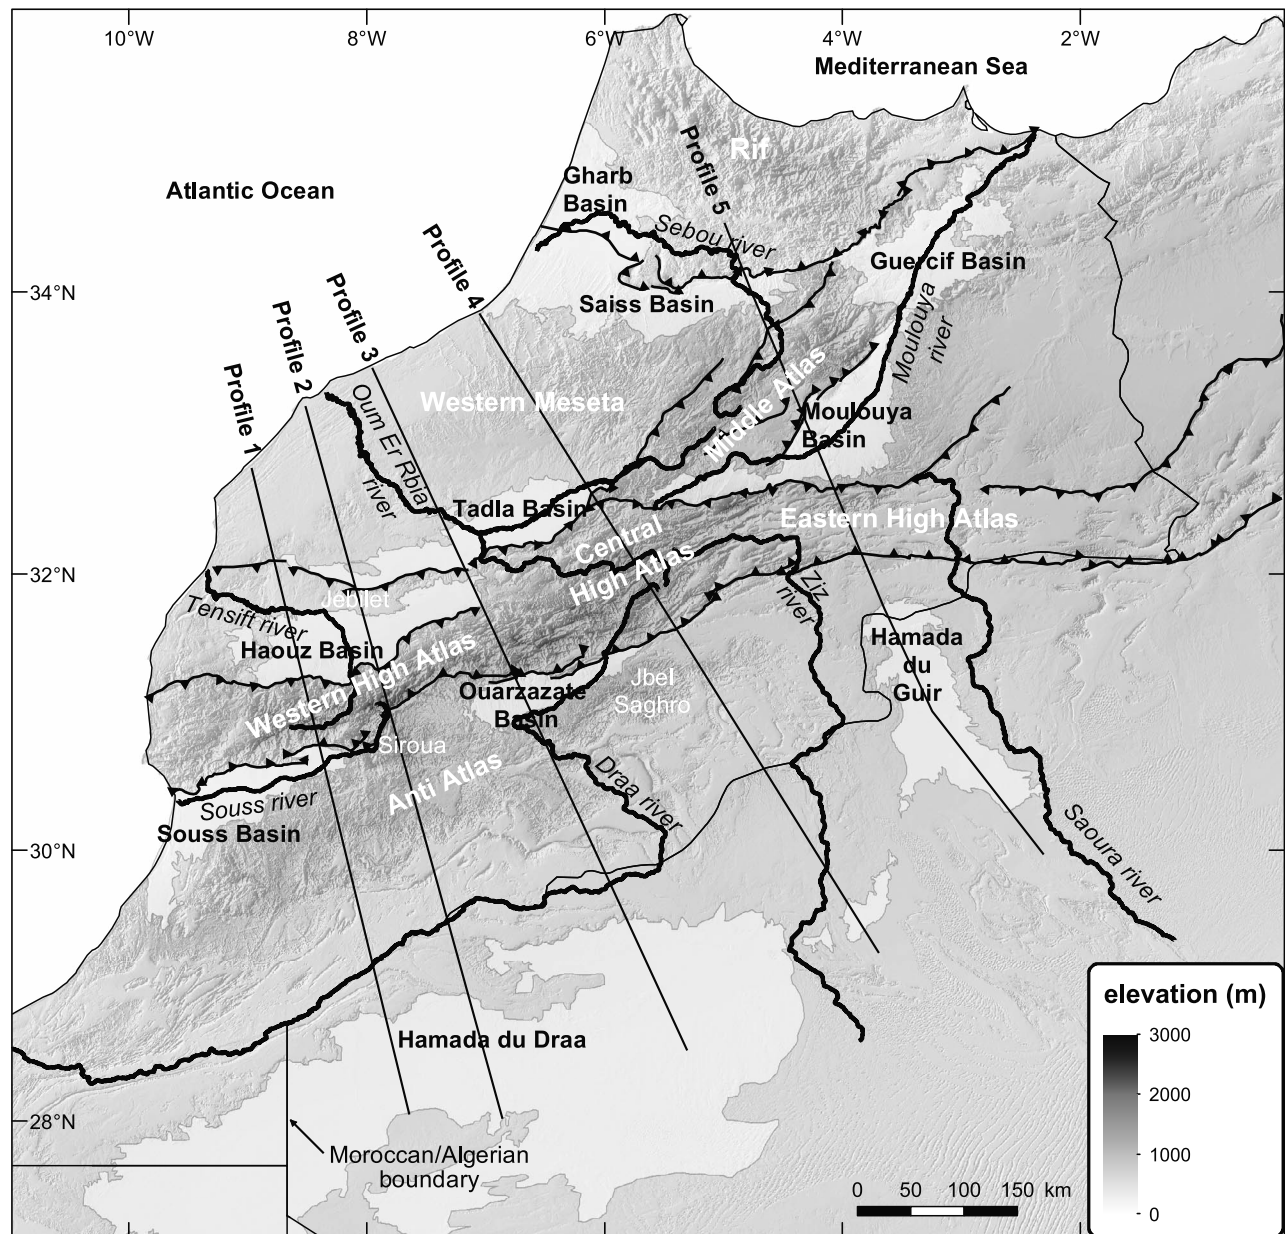 10°W
8°W
6°W
4°W
2°W
Mediterranean Sea
Profile 5
Rif
Atlantic Ocean
Gharb
Basin
Sebou river
Profile 4
Guercif Basin
34°N
Saiss Basin
Profile 3
Profile 2
Profile 1
Moulouya
river
Oum Er Rbia
river
Western Meseta
Middle Atlas
Moulouya
Basin
Tadla Basin
Central
High Atlas
Eastern High Atlas
32°N
Jebilet
Tensift river
Ziz
river
Haouz Basin
Western High Atlas
Hamada
du
Guir
Ouarzazate
Basin
Jbel
Saghro
Siroua
Anti Atlas
Draa river
Souss river
Souss Basin
Saoura river
30°N
Hamada du Draa
28°N
Moroccan/Algerian
boundary
elevation (m)
3000
2000
1000
0
0 50 100 150 km